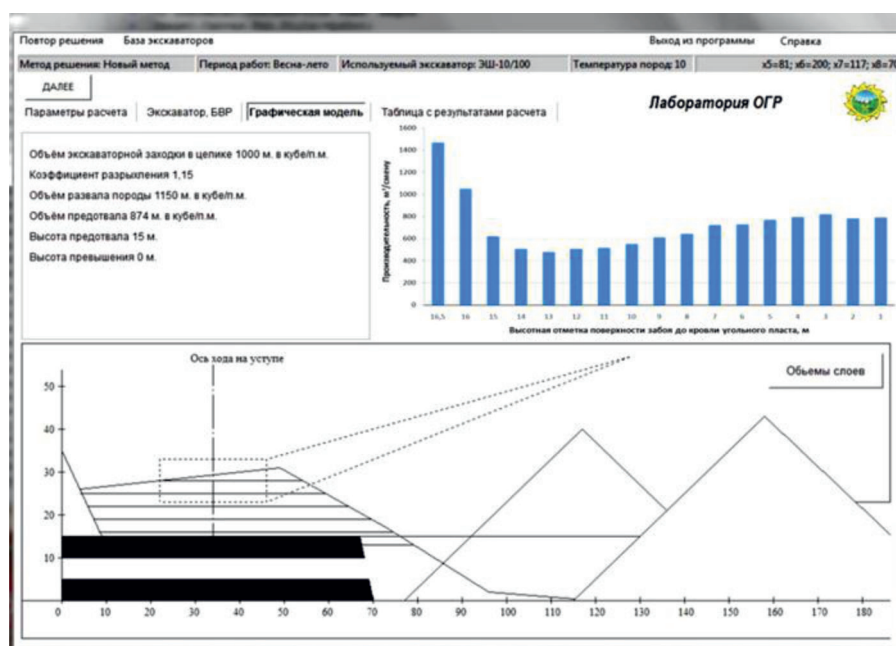 Повтор решения База экскаваторов Выход из программы Справка
Метод решения: Новый метод Период работ: Весна-лето Используемый экскаватор: ЭШ-10/100 Температура пород: 10 x5=81; x6=200; x7=117; x8=70
ДАЛЕЕ
Параметры расчета Экскаватор, БВР Графическая модель Таблица с результатами расчета
Лаборатория ОГР
Объём экскаваторной заходки в целике 1000 м. в кубе/п.м.
Коэффициент разрыхления 1,15
Объём развала породы 1150 м. в кубе/п.м.
Объём предотвала 874 м. в кубе/п.м.
Высота предотвала 15 м.
Высота превышения 0 м.
Производительность, м³/смену
1600
1400
1200
1000
800
600
400
200
0
16,5 16 15 14 13 12 11 10 9 8 7 6 5 4 3 2 1
Высотная отметка поверхности забоя до кровли угольного пласта, м
Ось хода на уступе
Обьемы слоев
50
40
30
20
10
0 10 20 30 40 50 60 70 80 90 100 110 120 130 140 150 160 170 180